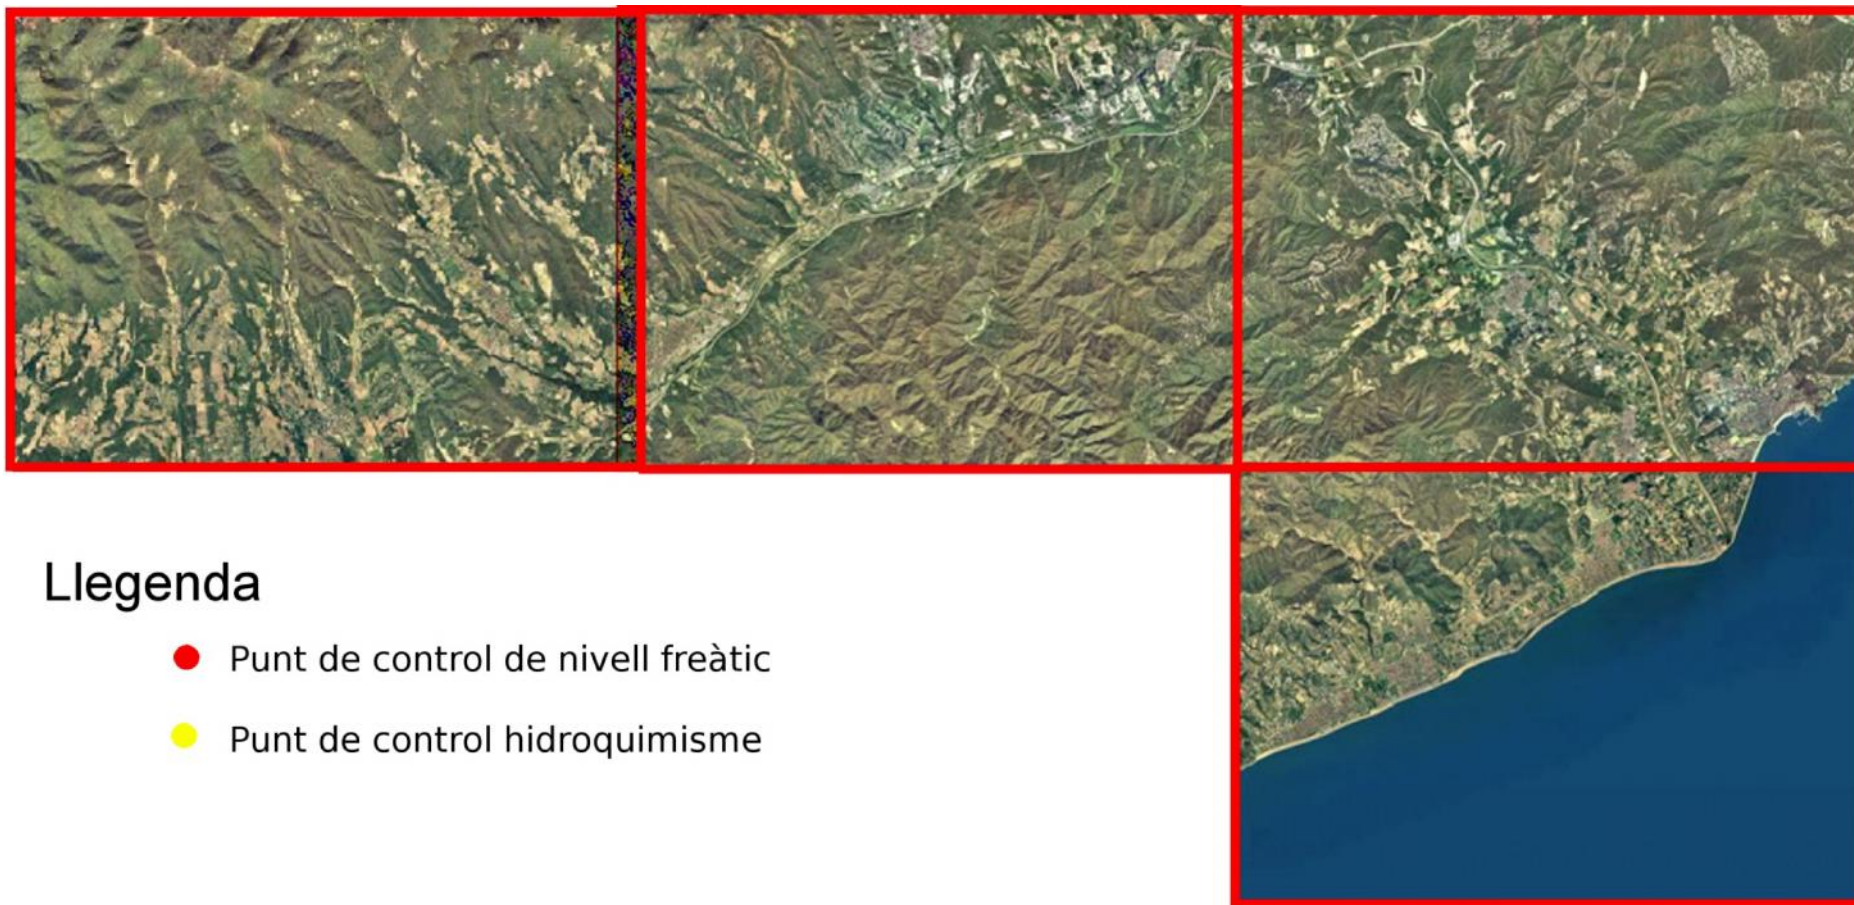 Llegenda
Punt de control de nivell freàtic
Punt de control hidroquimisme